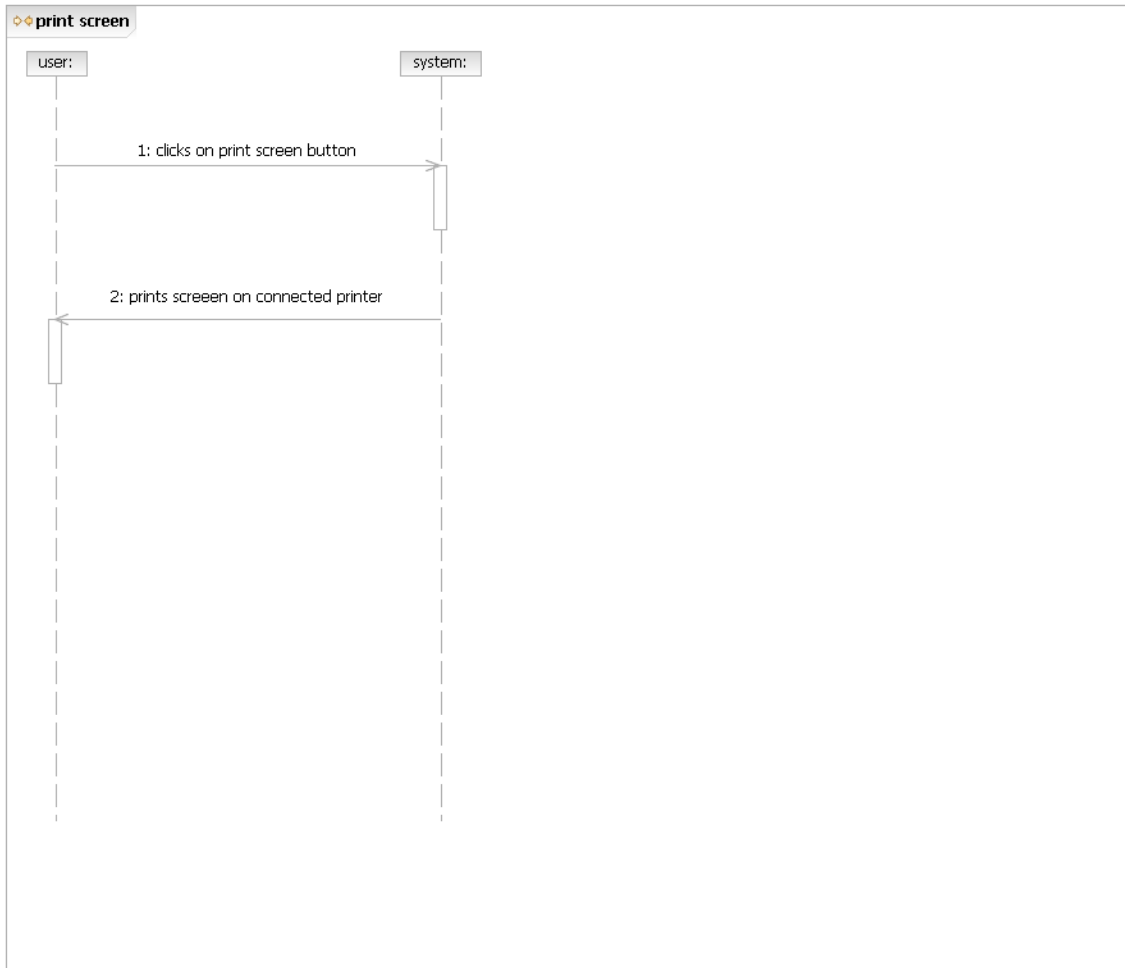 print screen
user:
system:
1: clicks on print screen button
2: prints screeen on connected printer